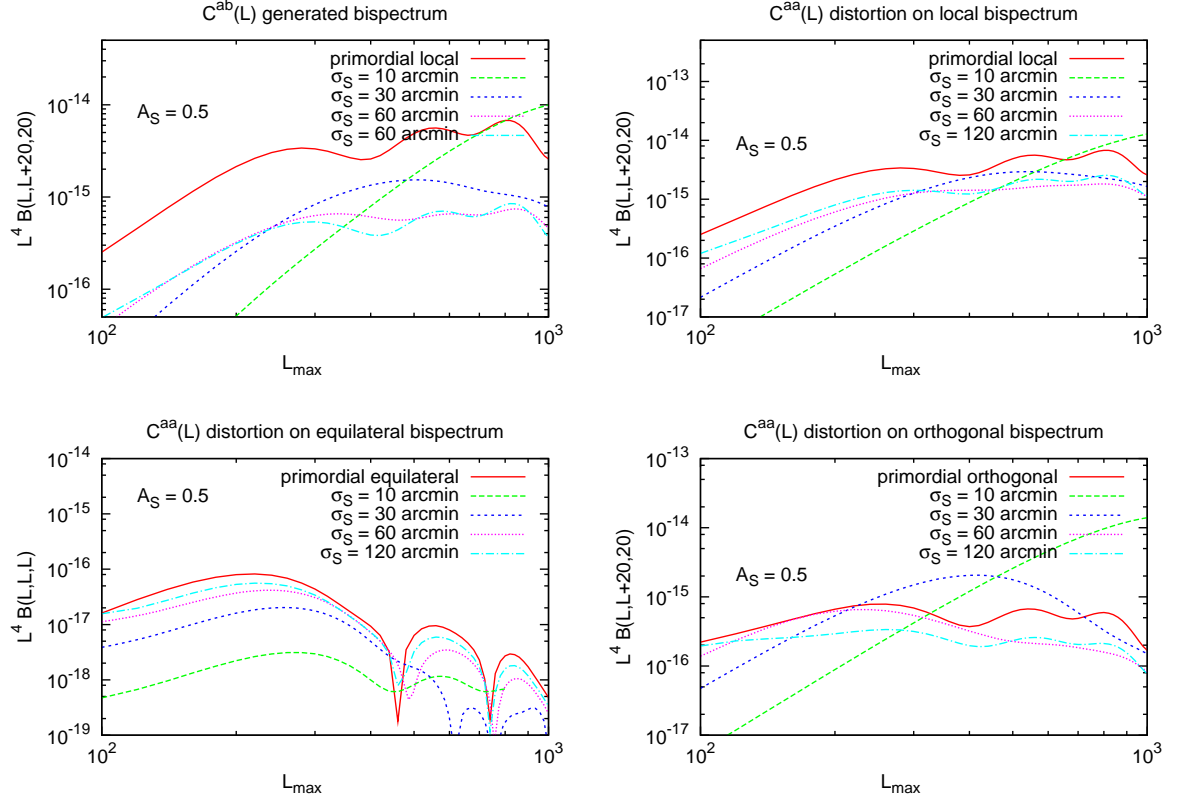 C^ab(L) generated bispectrum
L^4 B(L,L+20,20)
10^-14
10^-15
10^-16
A_S = 0.5
primordial local
σ_S = 10 arcmin
σ_S = 30 arcmin
σ_S = 60 arcmin
σ_S = 60 arcmin
10^2
10^3
L_max
C^aa(L) distortion on local bispectrum
L^4 B(L,L+20,20)
10^-13
10^-14
10^-15
10^-16
10^-17
A_S = 0.5
primordial local
σ_S = 10 arcmin
σ_S = 30 arcmin
σ_S = 60 arcmin
σ_S = 120 arcmin
10^2
10^3
L_max
C^aa(L) distortion on equilateral bispectrum
L^4 B(L,L,L)
10^-14
10^-15
10^-16
10^-17
10^-18
10^-19
A_S = 0.5
primordial equilateral
σ_S = 10 arcmin
σ_S = 30 arcmin
σ_S = 60 arcmin
σ_S = 120 arcmin
10^2
10^3
L_max
C^aa(L) distortion on orthogonal bispectrum
L^4 B(L,L+20,20)
10^-13
10^-14
10^-15
10^-16
10^-17
A_S = 0.5
primordial orthogonal
σ_S = 10 arcmin
σ_S = 30 arcmin
σ_S = 60 arcmin
σ_S = 120 arcmin
10^2
10^3
L_max